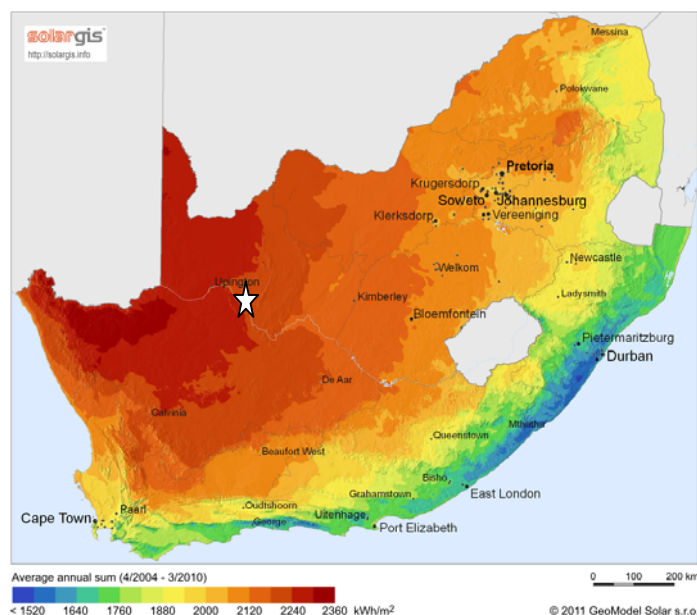 solargis
http://solargis.info
Messina
Polokwane
Pretoria
Krugersdorp
Soweto
Johannesburg
Klerksdorp
Vereeniging
Welkom
Newcastle
Upington
Kimberley
Ladysmith
Bloemfontein
Pietermaritzburg
Durban
De Aar
Calvinia
Queenstown
Mthatha
Beaufort West
Bisho
Grahamstown
East London
Paarl
Oudtshoorn
Uitenhage
Cape Town
George
Port Elizabeth
Average annual sum (4/2004 - 3/2010)
0 100 200 km
< 1520 1640 1760 1880 2000 2120 2240 2360 kWh/m²
© 2011 GeoModel Solar s.r.o.